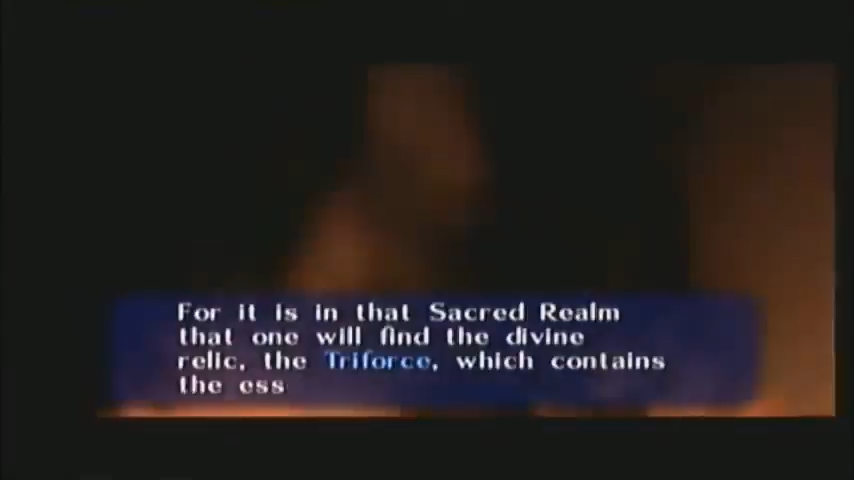 For it is in that Sacred Realm
that one will find the divine
relic, the Triforce, which contains
the ess